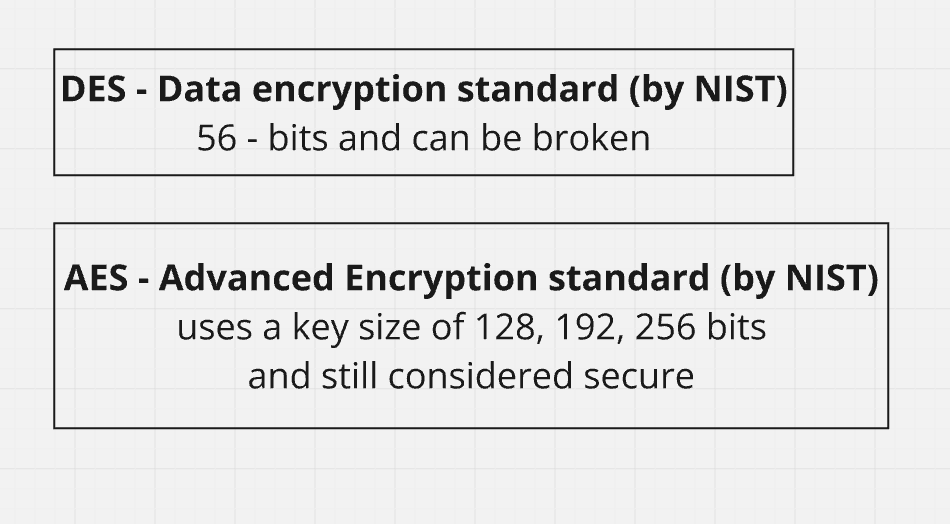 DES - Data encryption standard (by NIST)
56 - bits and can be broken
AES - Advanced Encryption standard (by NIST)
uses a key size of 128, 192, 256 bits
and still considered secure